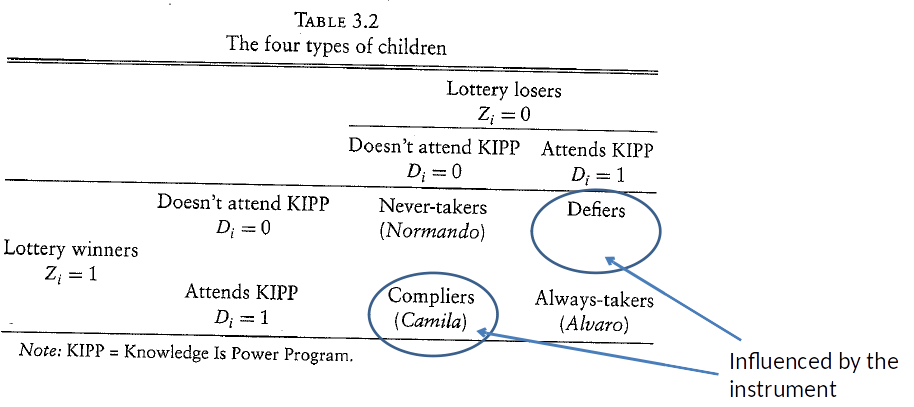 TABLE 3.2
The four types of children
Lottery losers
Z_i = 0
Doesn't attend KIPP Attends KIPP
D_i = 0 D_i = 1
Doesn't attend KIPP Never-takers Defiers
D_i = 0 (Normando)
Lottery winners
Z_i = 1
Attends KIPP Compliers Always-takers
D_i = 1 (Camila) (Alvaro)
Note: KIPP = Knowledge Is Power Program.
Influenced by the
instrument